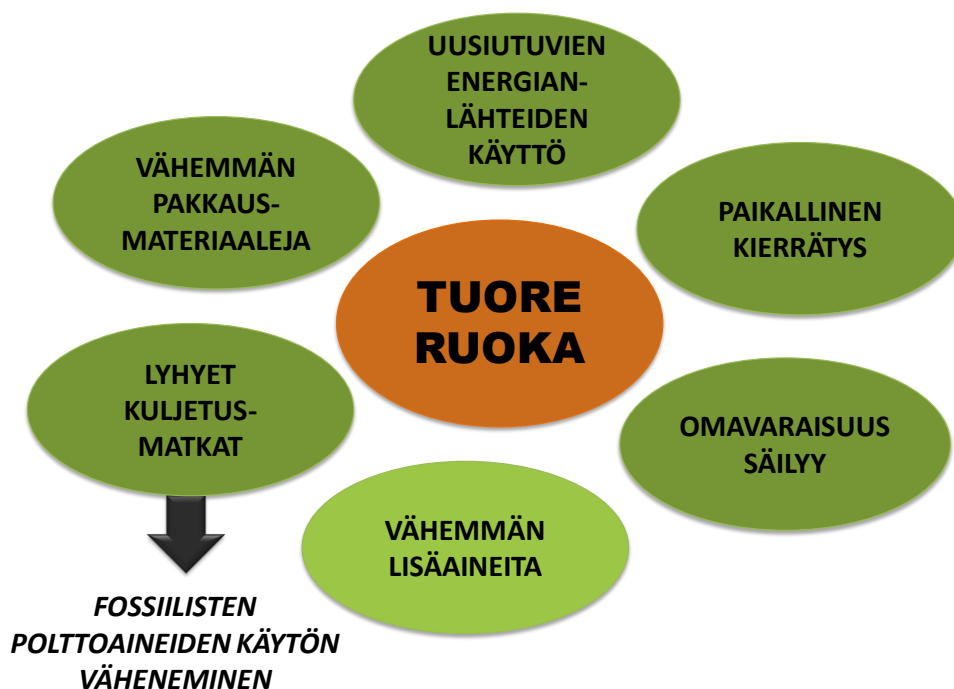 UUSIUTUVIEN
ENERGIAN-
LÄHTEIDEN
KÄYTTÖ
VÄHEMMÄN
PAKKAUS-
MATERIAALEJA
PAIKALLINEN
KIERRÄTYS
TUORE
RUOKA
LYHYET
KULJETUS-
MATKAT
OMAVARAISUUS
SÄILYY
VÄHEMMÄN
LISÄAINEITA
FOSSIILISTEN
POLTTOAINEIDEN KÄYTÖN
VÄHENEMINEN